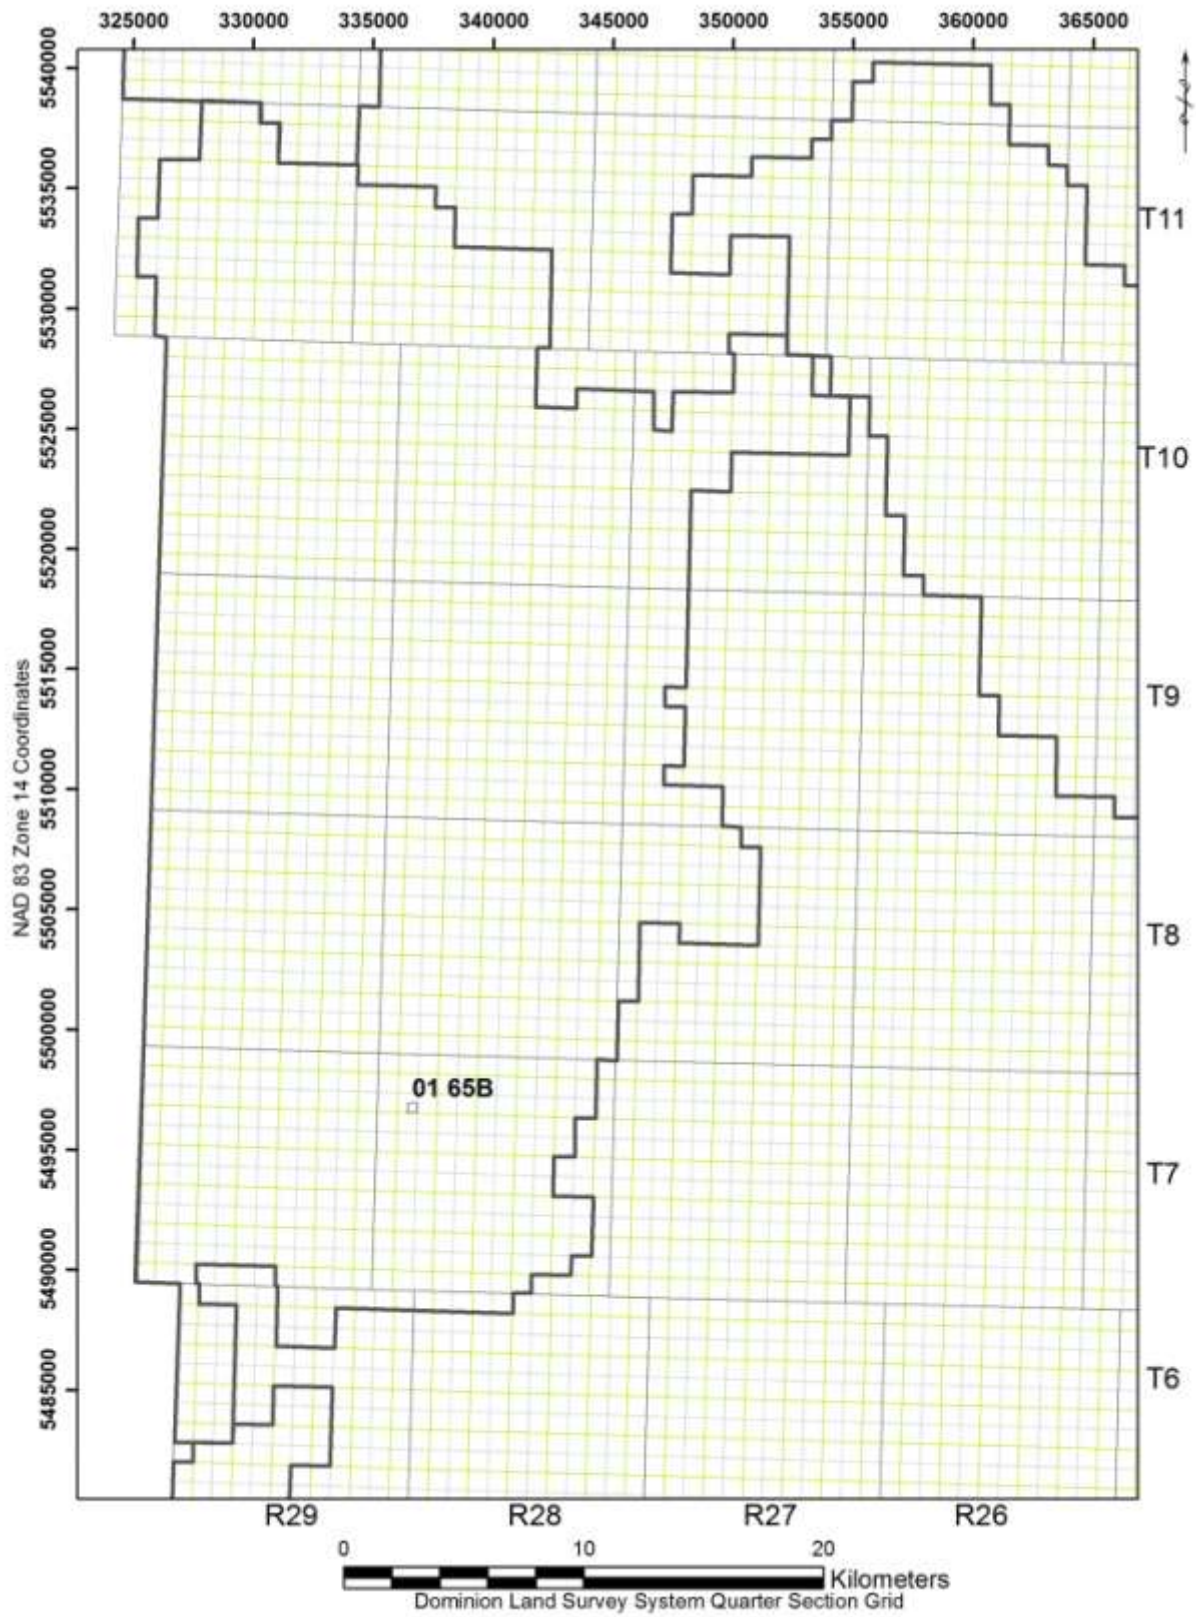 325000 330000 335000 340000 345000 350000 355000 360000 365000
5540000
5535000
5530000
5525000
5520000
5515000
5510000
5505000
5500000
5495000
5490000
5485000
NAD 83 Zone 14 Coordinates
T11
T10
T9
T8
T7
T6
01 65B
R29 R28 R27 R26
0 10 20
Kilometers
Dominion Land Survey System Quarter Section Grid